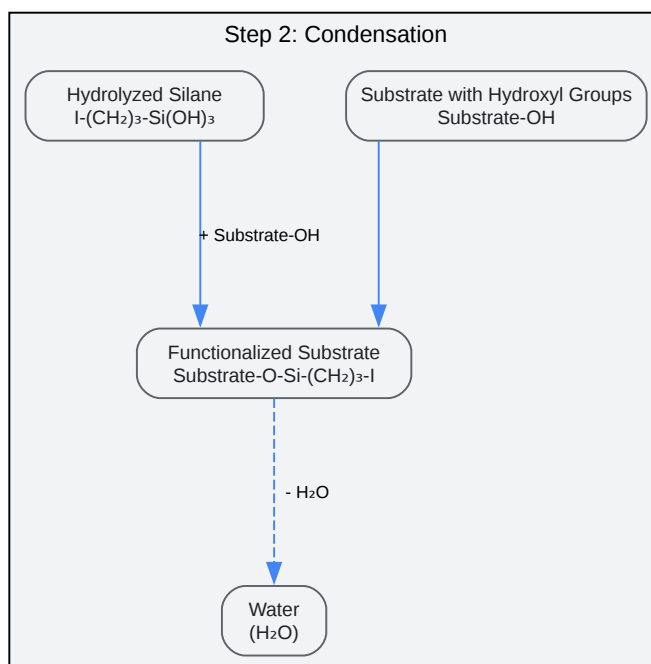 Step 2: Condensation
Hydrolyzed Silane
I-(CH₂)₃-Si(OH)₃
Substrate with Hydroxyl Groups
Substrate-OH
+ Substrate-OH
Functionalized Substrate
Substrate-O-Si-(CH₂)₃-I
- H₂O
Water
(H₂O)